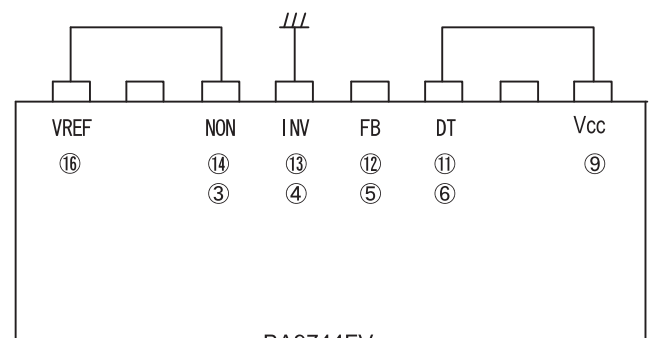 VREF NON INV FB DT Vcc
⑯ ⑭ ⑬ ⑫ ⑪ ⑨
③ ④ ⑤ ⑥